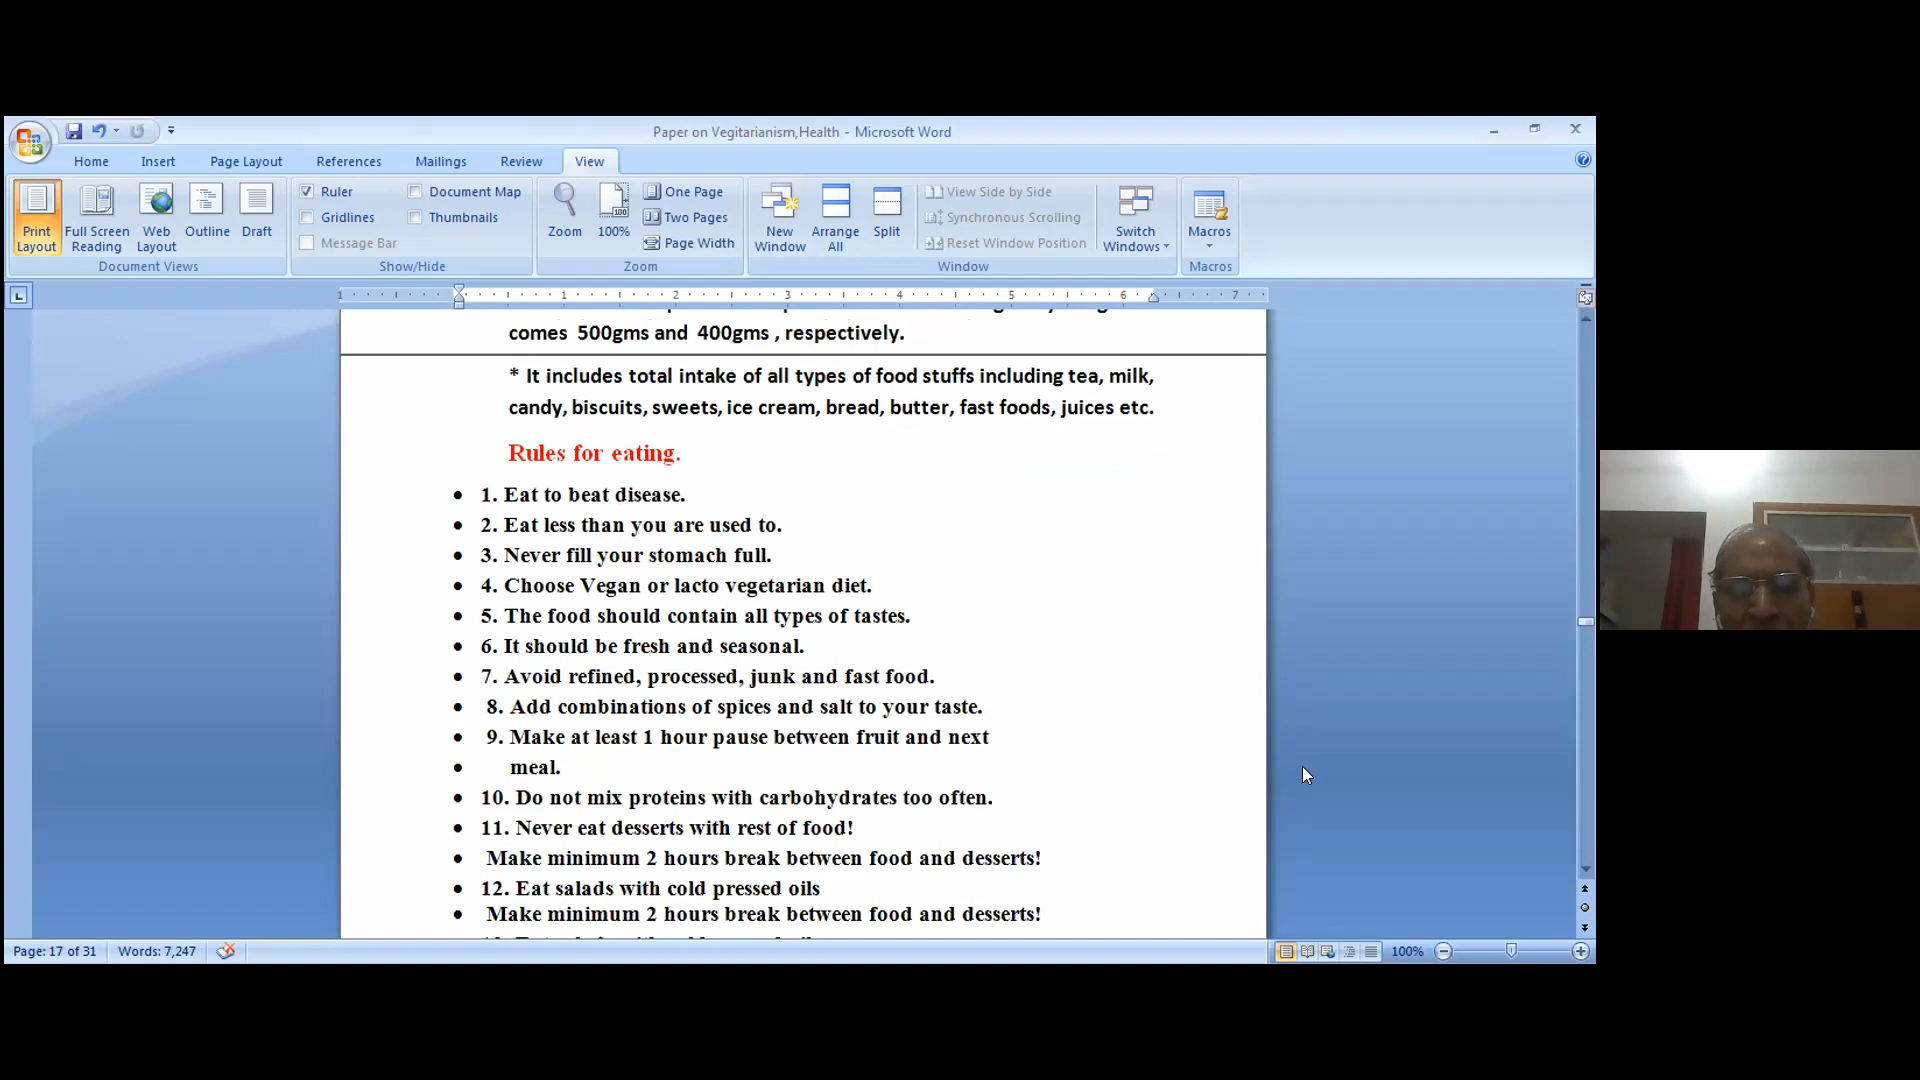 Paper on Vegitarianism,Health - Microsoft Word
Home Insert Page Layout References Mailings Review View
Print Layout
Full Screen Reading
Web Layout
Outline
Draft
Document Views
Ruler
Gridlines
Message Bar
Document Map
Thumbnails
Show/Hide
Zoom
100%
One Page
Two Pages
Page Width
Zoom
New Window
Arrange All
Split
View Side by Side
Synchronous Scrolling
Reset Window Position
Switch Windows
Window
Macros
Macros
1 1 2 3 4 5 6 7
comes 500gms and 400gms , respectively.
* It includes total intake of all types of food stuffs including tea, milk,
candy, biscuits, sweets, ice cream, bread, butter, fast foods, juices etc.
Rules for eating.
• 1. Eat to beat disease.
• 2. Eat less than you are used to.
• 3. Never fill your stomach full.
• 4. Choose Vegan or lacto vegetarian diet.
• 5. The food should contain all types of tastes.
• 6. It should be fresh and seasonal.
• 7. Avoid refined, processed, junk and fast food.
• 8. Add combinations of spices and salt to your taste.
• 9. Make at least 1 hour pause between fruit and next
• meal.
• 10. Do not mix proteins with carbohydrates too often.
• 11. Never eat desserts with rest of food!
• Make minimum 2 hours break between food and desserts!
• 12. Eat salads with cold pressed oils
• Make minimum 2 hours break between food and desserts!
Page: 17 of 31 Words: 7,247 100%